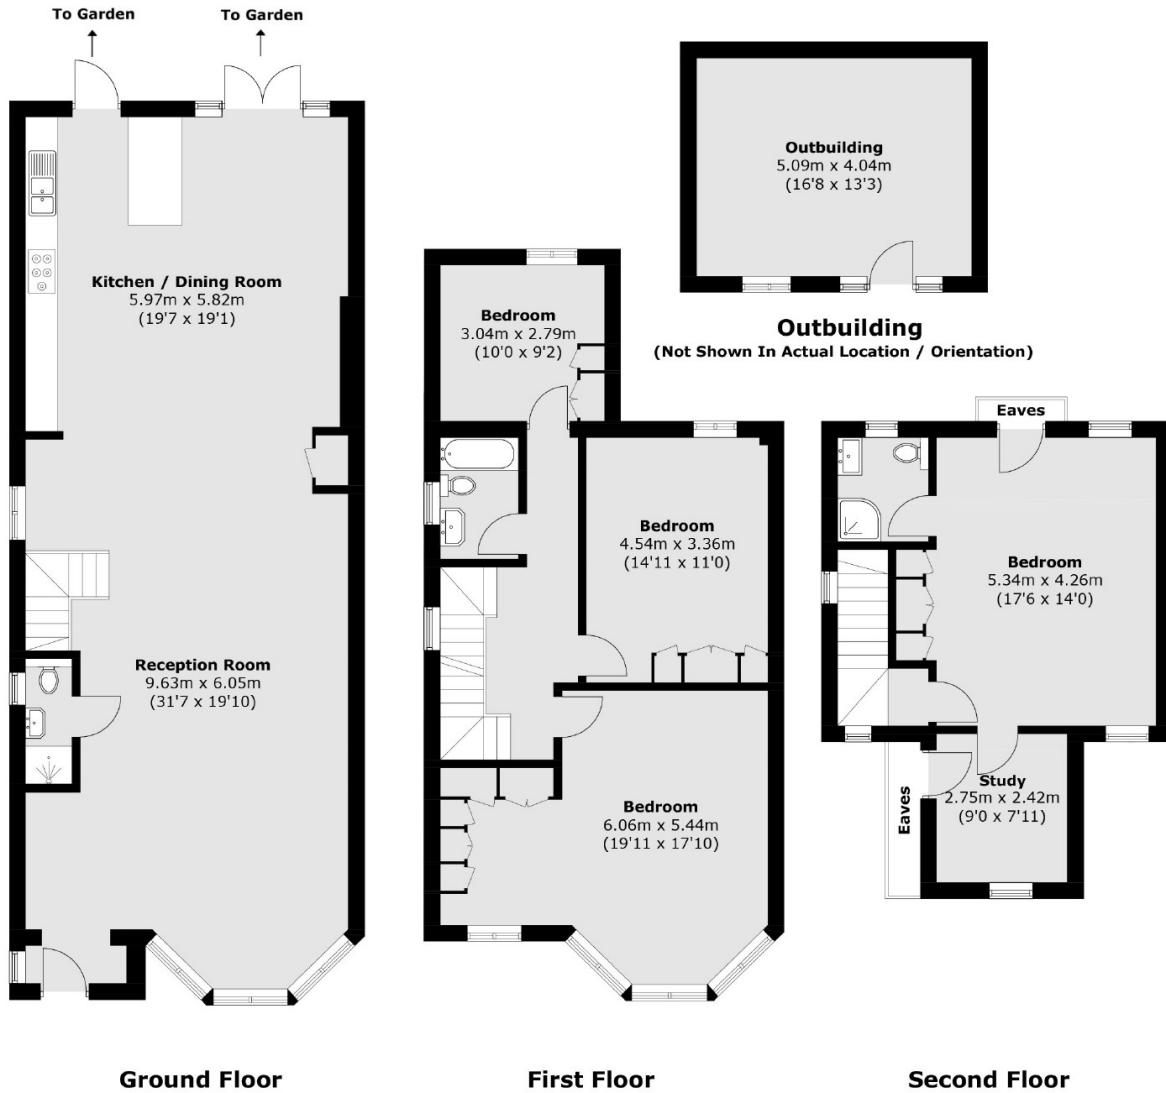 To Garden
To Garden
Kitchen / Dining Room
5.97m x 5.82m
(19'7 x 19'1)
Reception Room
9.63m x 6.05m
(31'7 x 19'10)
Ground Floor
Bedroom
3.04m x 2.79m
(10'0 x 9'2)
Bedroom
4.54m x 3.36m
(14'11 x 11'0)
Bedroom
6.06m x 5.44m
(19'11 x 17'10)
First Floor
Outbuilding
5.09m x 4.04m
(16'8 x 13'3)
Outbuilding
(Not Shown In Actual Location / Orientation)
Eaves
Bedroom
5.34m x 4.26m
(17'6 x 14'0)
Study
2.75m x 2.42m
(9'0 x 7'11)
Eaves
Second Floor